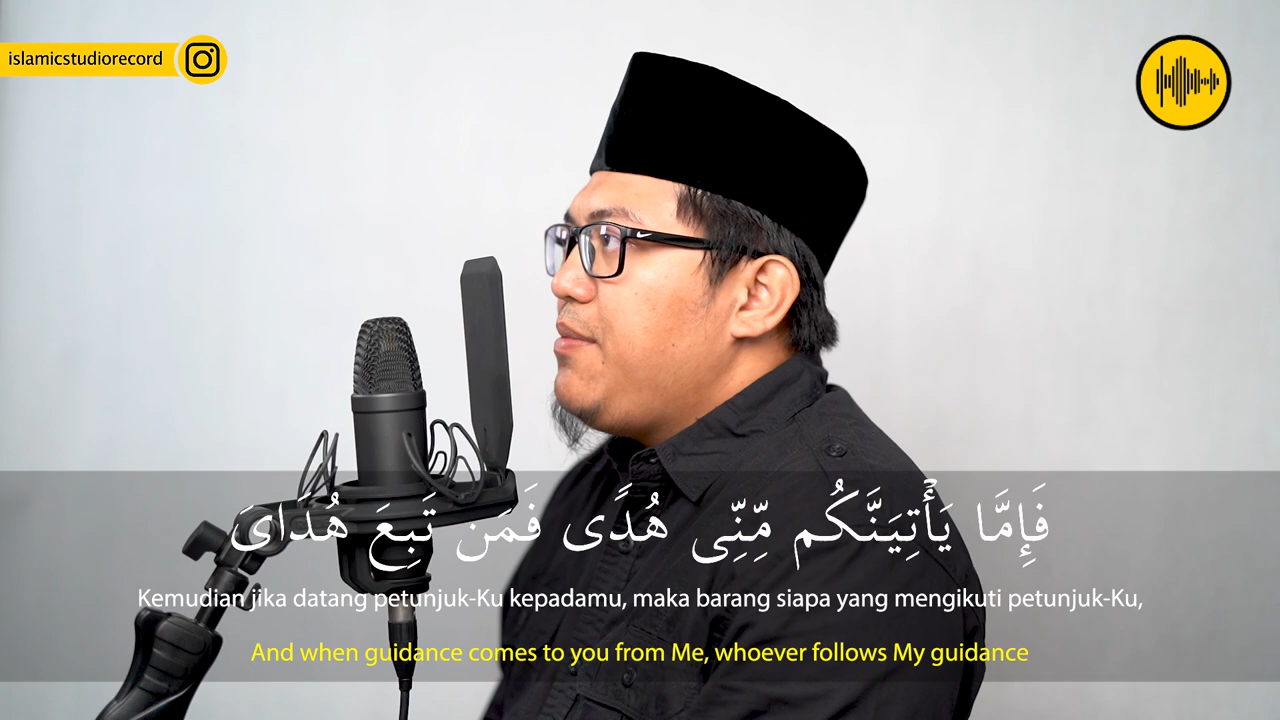 islamicstudiorecord
فَإِمَّا يَأْتِيَنَّكُم مِّنِّى هُدًى فَمَن تَبِعَ هُدَاىَ
Kemudian jika datang petunjuk-Ku kepadamu, maka barang siapa yang mengikuti petunjuk-Ku,
And when guidance comes to you from Me, whoever follows My guidance